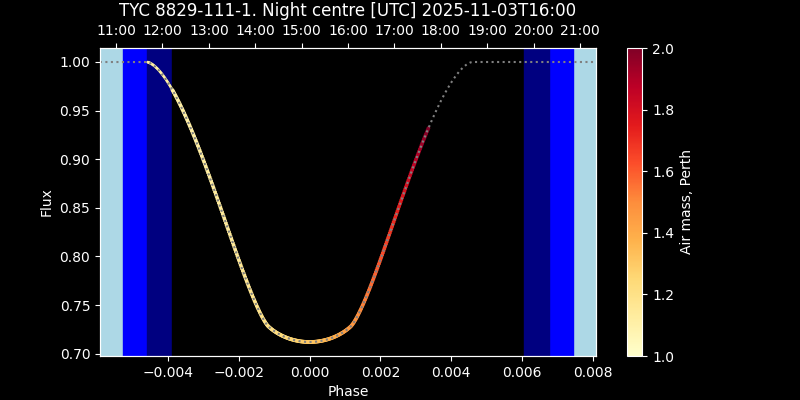 TYC 8829-111-1. Night centre [UTC] 2025-11-03T16:00
11:00 12:00 13:00 14:00 15:00 16:00 17:00 18:00 19:00 20:00 21:00
1.00
0.95
0.90
0.85
0.80
0.75
0.70
Flux
−0.004 −0.002 0.000 0.002 0.004 0.006 0.008
Phase
2.0
1.8
1.6
1.4
1.2
1.0
Air mass, Perth